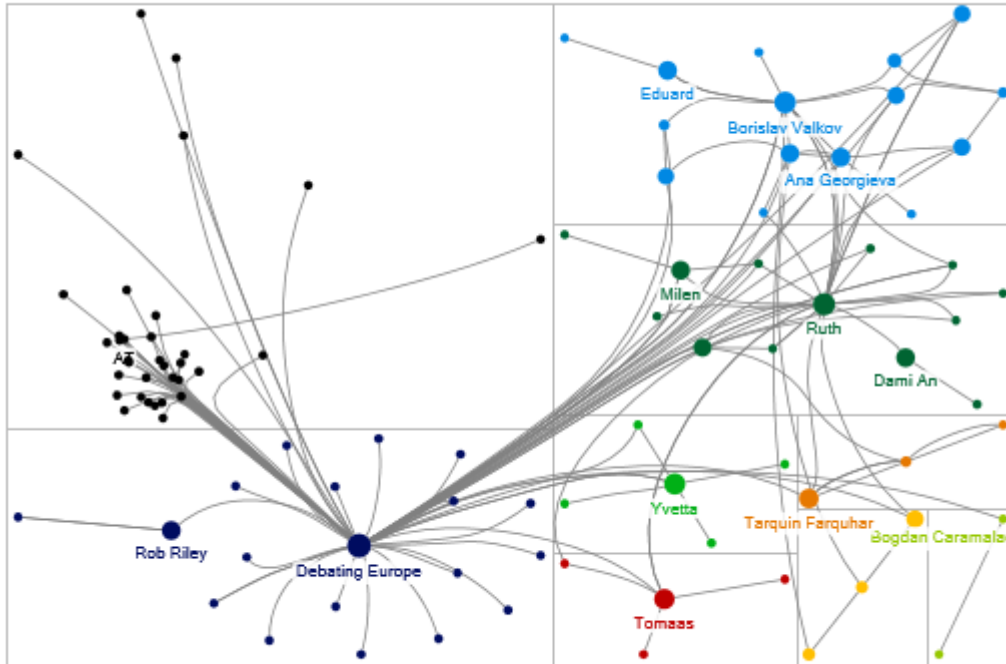 Eduard
Borislav Valkov
Ana Georgieva
Milen
Ruth
AT
Dami An
Yvetta
Tarquin Farquhar
Bogdan Caramala
Rob Rilley
Debating Europe
Tomaas